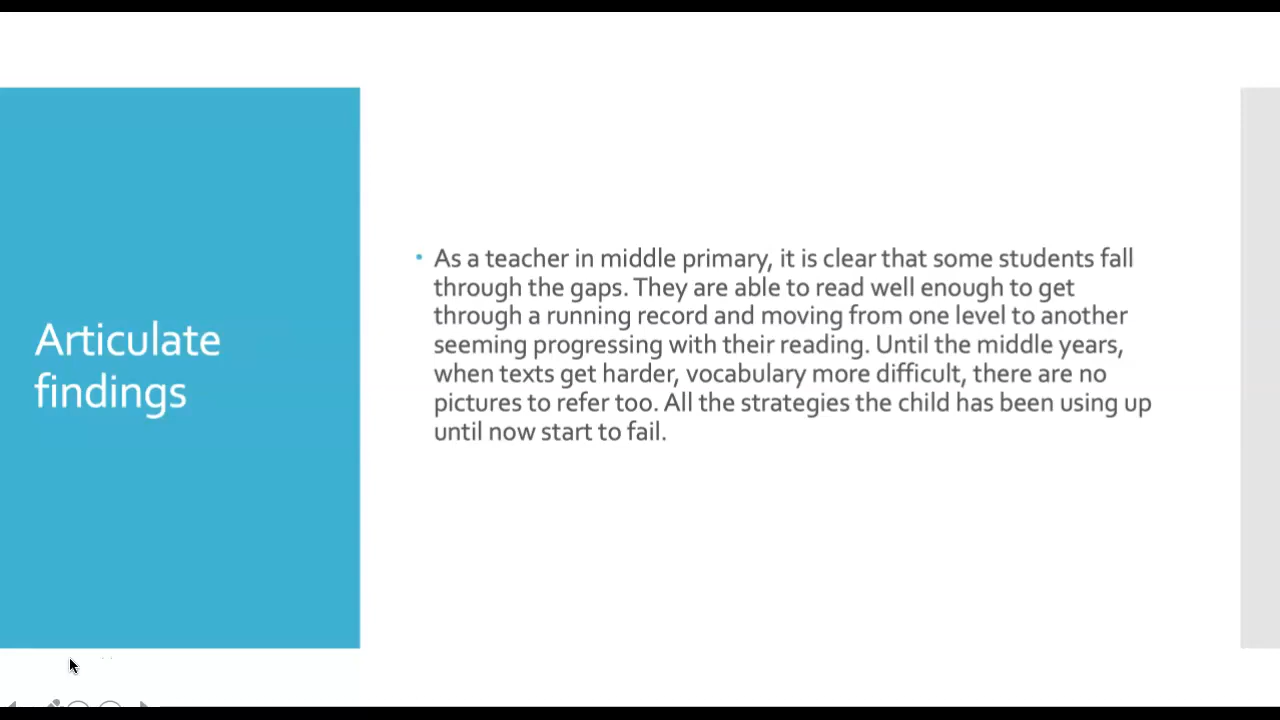 Articulate
findings
• As a teacher in middle primary, it is clear that some students fall
through the gaps. They are able to read well enough to get
through a running record and moving from one level to another
seeming progressing with their reading. Until the middle years,
when texts get harder, vocabulary more difficult, there are no
pictures to refer too. All the strategies the child has been using up
until now start to fail.